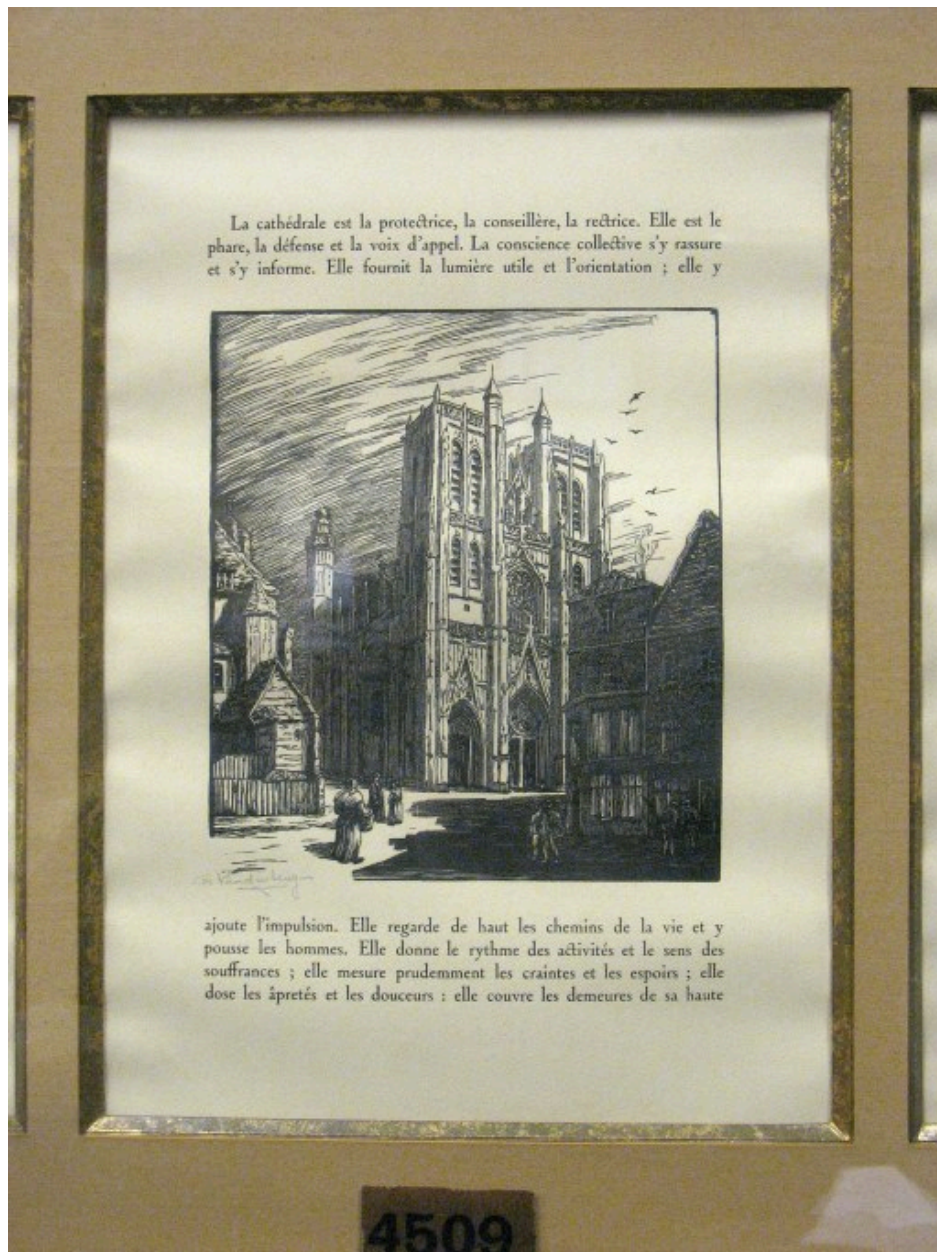 La cathédrale est la protectrice, la conseillère, la rectrice. Elle est le
phare, la défense et la voix d'appel. La conscience collective s'y rassure
et s'y informe. Elle fournit la lumière utile et l'orientation ; elle y
ajoute l'impulsion. Elle regarde de haut les chemins de la vie et y
pousse les hommes. Elle donne le rythme des activités et le sens des
souffrances ; elle mesure prudemment les craintes et les espoirs ; elle
dose les âpretés et les douceurs : elle couvre les demeures de sa haute
4509